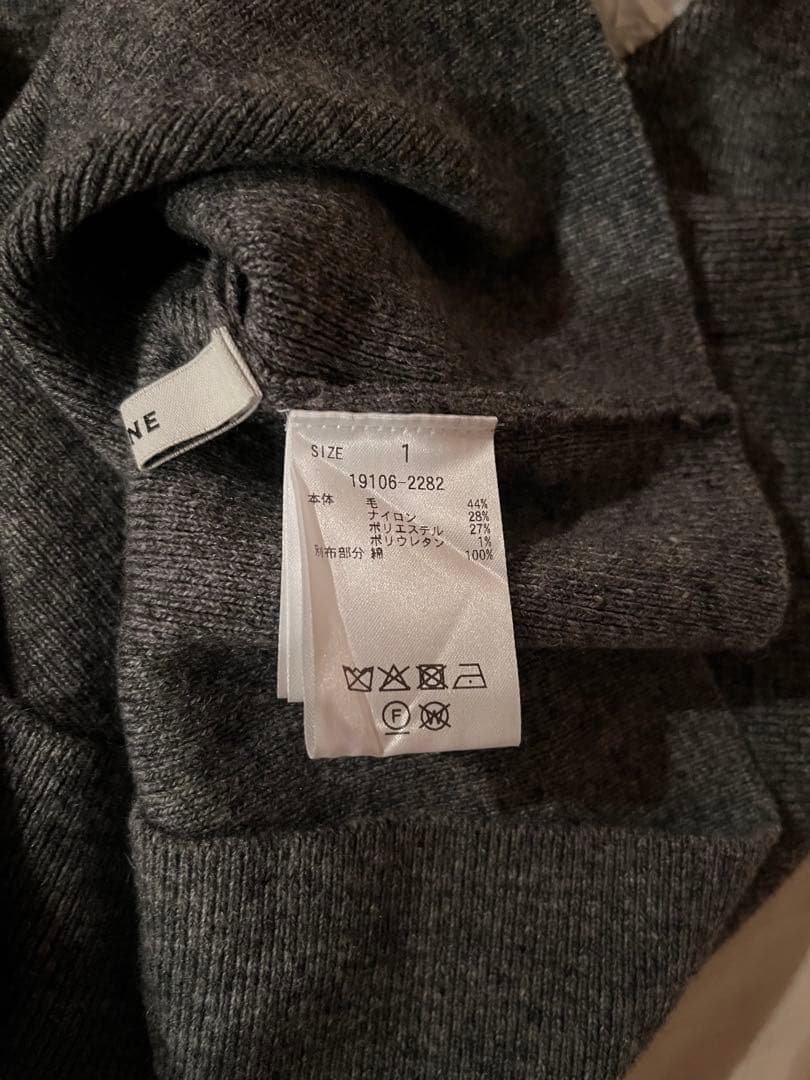 NE
SIZE 1
19106-2282
本体 毛 44%
ナイロン 28%
ポリエステル 27%
ポリウレタン 1%
別布部分 綿 100%
F
W